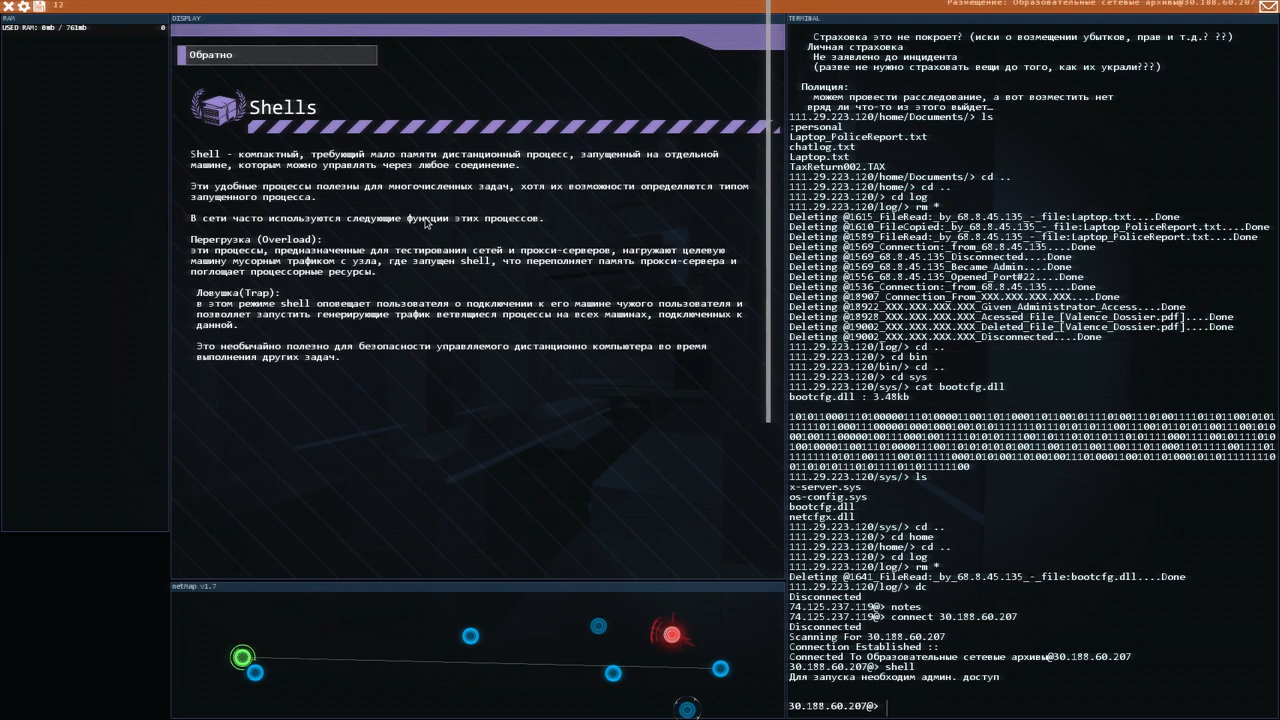 12
Размещение: Образовательные сетевые архивы@30.188.60.207
RAM
USED RAM: 0mb / 761mb 0
DISPLAY
Обратно
Shells
Shell - компактный, требующий мало памяти дистанционный процесс, запущенный на отдельной
машине, которым можно управлять через любое соединение.
Эти удобные процессы полезны для многочисленных задач, хотя их возможности определяются типом
запущенного процесса.
В сети часто используются следующие функции этих процессов.
Перегрузка (Overload):
эти процессы, предназначенные для тестирования сетей и прокси-серверов, нагружают целевую
машину мусорным трафиком с узла, где запущен shell, что переполняет память прокси-сервера и
поглощает процессорные ресурсы.
Ловушка(Trap):
в этом режиме shell оповещает пользователя о подключении к его машине чужого пользователя и
позволяет запустить генерирующие трафик ветвящиеся процессы на всех машинах, подключенных к
данной.
Это необычайно полезно для безопасности управляемого дистанционно компьютера во время
выполнения других задач.
netMap v1.7
TERMINAL
Страховка это не покроет? (иски о возмещении убытков, прав и т.д.? ??)
Личная страховка
Не заявлено до инцидента
(разве не нужно страховать вещи до того, как их украли???)
Полиция:
можем провести расследование, а вот возместить нет
вряд ли что-то из этого выйдет…
111.29.223.120/home/Documents/> ls
:personal
Laptop_PoliceReport.txt
chatlog.txt
Laptop.txt
TaxReturn002.TAX
111.29.223.120/home/Documents/> cd ..
111.29.223.120/home/> cd ..
111.29.223.120/> cd log
111.29.223.120/log/> rm *
Deleting @1615_FileRead:_by_68.8.45.135_-_file:Laptop.txt....Done
Deleting @1610_FileCopied:_by_68.8.45.135_-_file:Laptop_PoliceReport.txt....Done
Deleting @1589_FileRead:_by_68.8.45.135_-_file:Laptop_PoliceReport.txt....Done
Deleting @1569_Connection:_from_68.8.45.135....Done
Deleting @1569_68.8.45.135_Disconnected....Done
Deleting @1569_68.8.45.135_Became_Admin....Done
Deleting @1556_68.8.45.135_Opened_Port#22....Done
Deleting @1536_Connection:_from_68.8.45.135....Done
Deleting @18907_Connection_From_XXX.XXX.XXX.XXX....Done
Deleting @18922_XXX.XXX.XXX.XXX_Given_Administrator_Access....Done
Deleting @18928_XXX.XXX.XXX.XXX_Acessed_File_[Valence_Dossier.pdf]....Done
Deleting @19002_XXX.XXX.XXX.XXX_Deleted_File_[Valence_Dossier.pdf]....Done
Deleting @19002_XXX.XXX.XXX.XXX_Disconnected....Done
111.29.223.120/log/> cd ..
111.29.223.120/> cd bin
111.29.223.120/bin/> cd ..
111.29.223.120/> cd sys
111.29.223.120/sys/> cat bootcfg.dll
bootcfg.dll : 3.48kb
111.29.223.120/sys/> ls
x-server.sys
os-config.sys
bootcfg.dll
netcfgx.dll
111.29.223.120/sys/> cd ..
111.29.223.120/> cd home
111.29.223.120/home/> cd ..
111.29.223.120/> cd log
111.29.223.120/log/> rm *
Deleting @1641_FileRead:_by_68.8.45.135_-_file:bootcfg.dll....Done
111.29.223.120/log/> dc
Disconnected
74.125.237.119@> notes
74.125.237.119@> connect 30.188.60.207
Disconnected
Scanning For 30.188.60.207
Connection Established ::
Connected To Образовательные сетевые архивы@30.188.60.207
30.188.60.207@> shell
Для запуска необходим админ. доступ
30.188.60.207@>